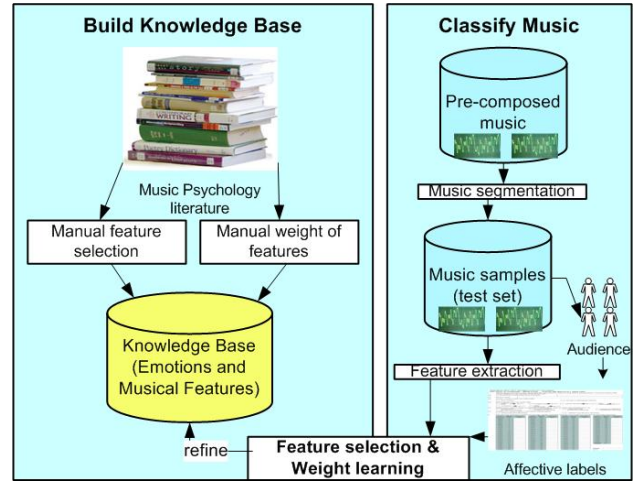 Build Knowledge Base
WRITING
Music Psychology
literature
Manual feature
selection
Manual weight of
features
Knowledge Base
(Emotions and
Musical Features)
refine
Feature selection &
Weight learning
Classify Music
Pre-composed
music
Music segmentation
Music samples
(test set)
Audience
Feature extraction
Affective labels